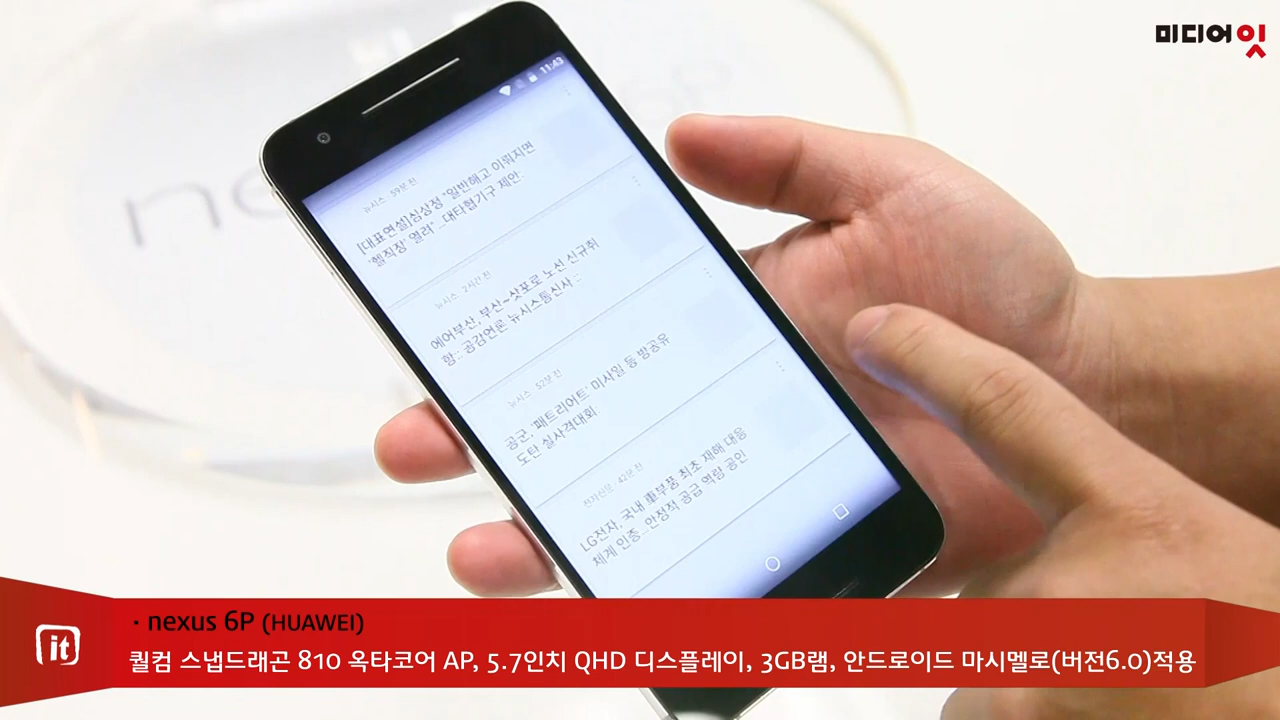 미디어잇
ne
11:43
뉴시스 · 59분 전
[대표연설]심상정 "일반해고 이뤄지면
'헬직장' 열려"…대타협기구 제안
뉴시스 · 2시간 전
에어부산, 부산~삿포로 노선 신규취
항:: 공감언론 뉴시스통신사 ::
뉴시스 · 52분 전
공군, '패트리어트' 미사일 등 방공유
도탄 실사격대회
전자신문 · 42분 전
LG전자, 국내 車부품 최초 재해 대응
체계 인증…안정적 공급 역량 공인
it
· nexus 6P (HUAWEI)
퀄컴 스냅드래곤 810 옥타코어 AP, 5.7인치 QHD 디스플레이, 3GB램, 안드로이드 마시멜로(버전6.0)적용